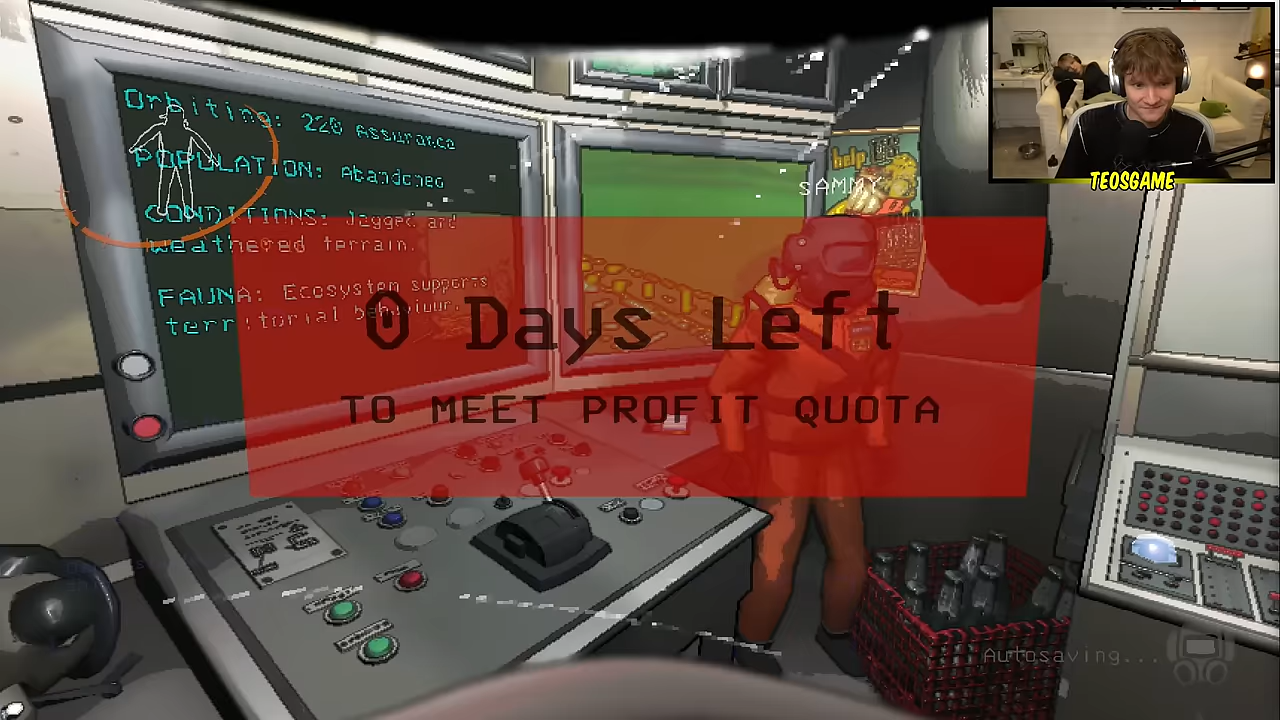 Orbiting: 220 Assurance
POPULATION: Abandoned
CONDITIONS: Jagged and
weathered terrain.
FAUNA: Ecosystem supports
territorial behaviour.
help
SAMMY
TEOSGAME
0 Days Left
TO MEET PROFIT QUOTA
Autosaving...